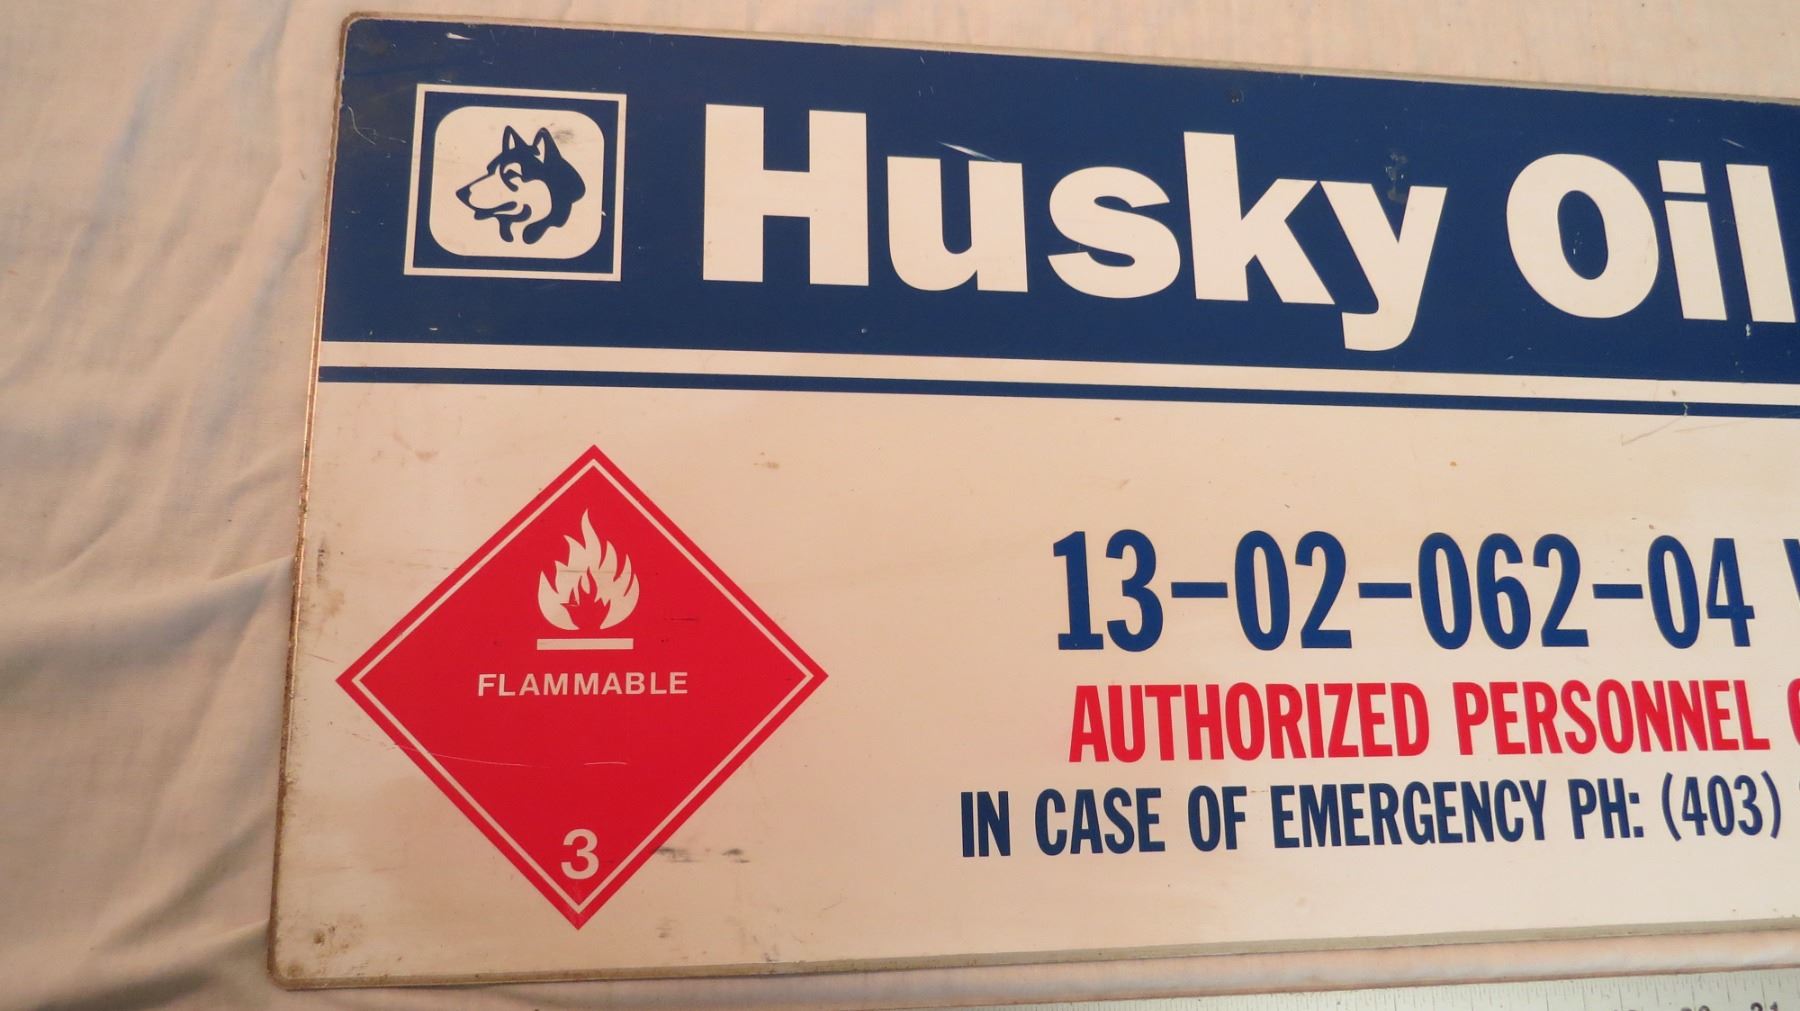 Husky Oil
13-02-062-04
AUTHORIZED PERSONNEL
IN CASE OF EMERGENCY PH: (403)
FLAMMABLE
3